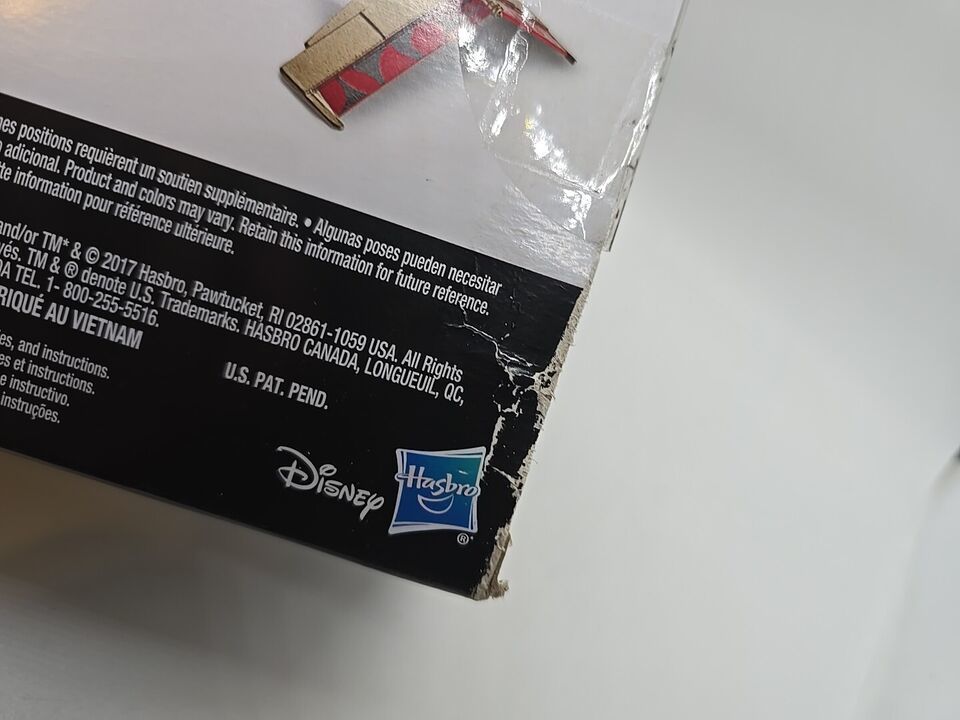 nes positions requièrent un soutien supplémentaire. • Algunas poses pueden necesitar
adicional. Product and colors may vary. Retain this information for future reference.
te information pour référence ultérieure.
and/or TM* & © 2017 Hasbro, Pawtucket, RI 02861-1059 USA. All Rights
vés. TM & ® denote U.S. Trademarks. HASBRO CANADA, LONGUEUIL, QC,
DA TEL. 1- 800-255-5516.
RIQUÉ AU VIETNAM
es, and instructions.
es et instructions.
e instructivo.
instruções.
U.S. PAT. PEND.
Disney
Hasbro
®*